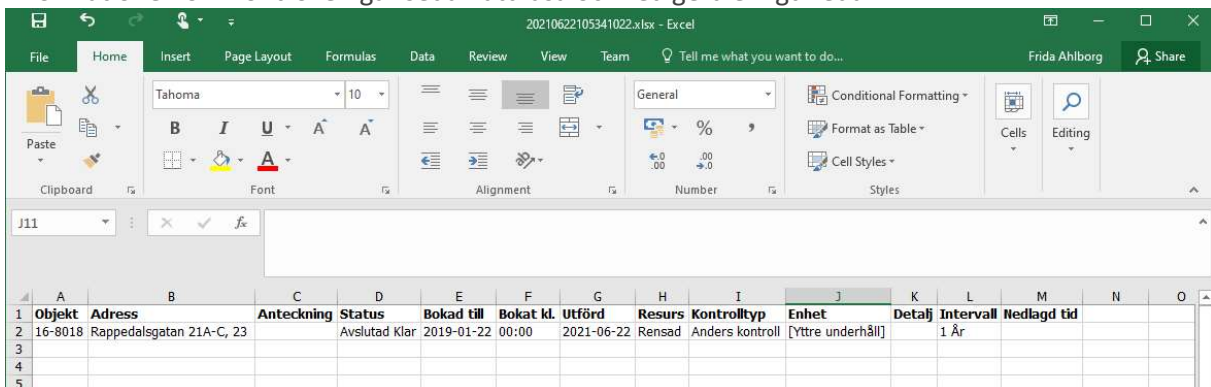 20210622105341022.xlsx - Excel
File Home Insert Page Layout Formulas Data Review View Team Tell me what you want to do... Frida Ahlborg Share
Tahoma 10 General Conditional Formatting
Paste B I U A A % , Format as Table Cells Editing
A Cell Styles
Clipboard Font Alignment Number Styles
J11 fx
A B C D E F G H I J K L M N O
1 Objekt Adress Anteckning Status Bokad till Bokat kl. Utförd Resurs Kontrolltyp Enhet Detalj Intervall Nedlagd tid
2 16-8018 Rappedalsgatan 21A-C, 23 Avslutad Klar 2019-01-22 00:00 2021-06-22 Rensad Anders kontroll [Yttre underhåll] 1 År
3
4
5